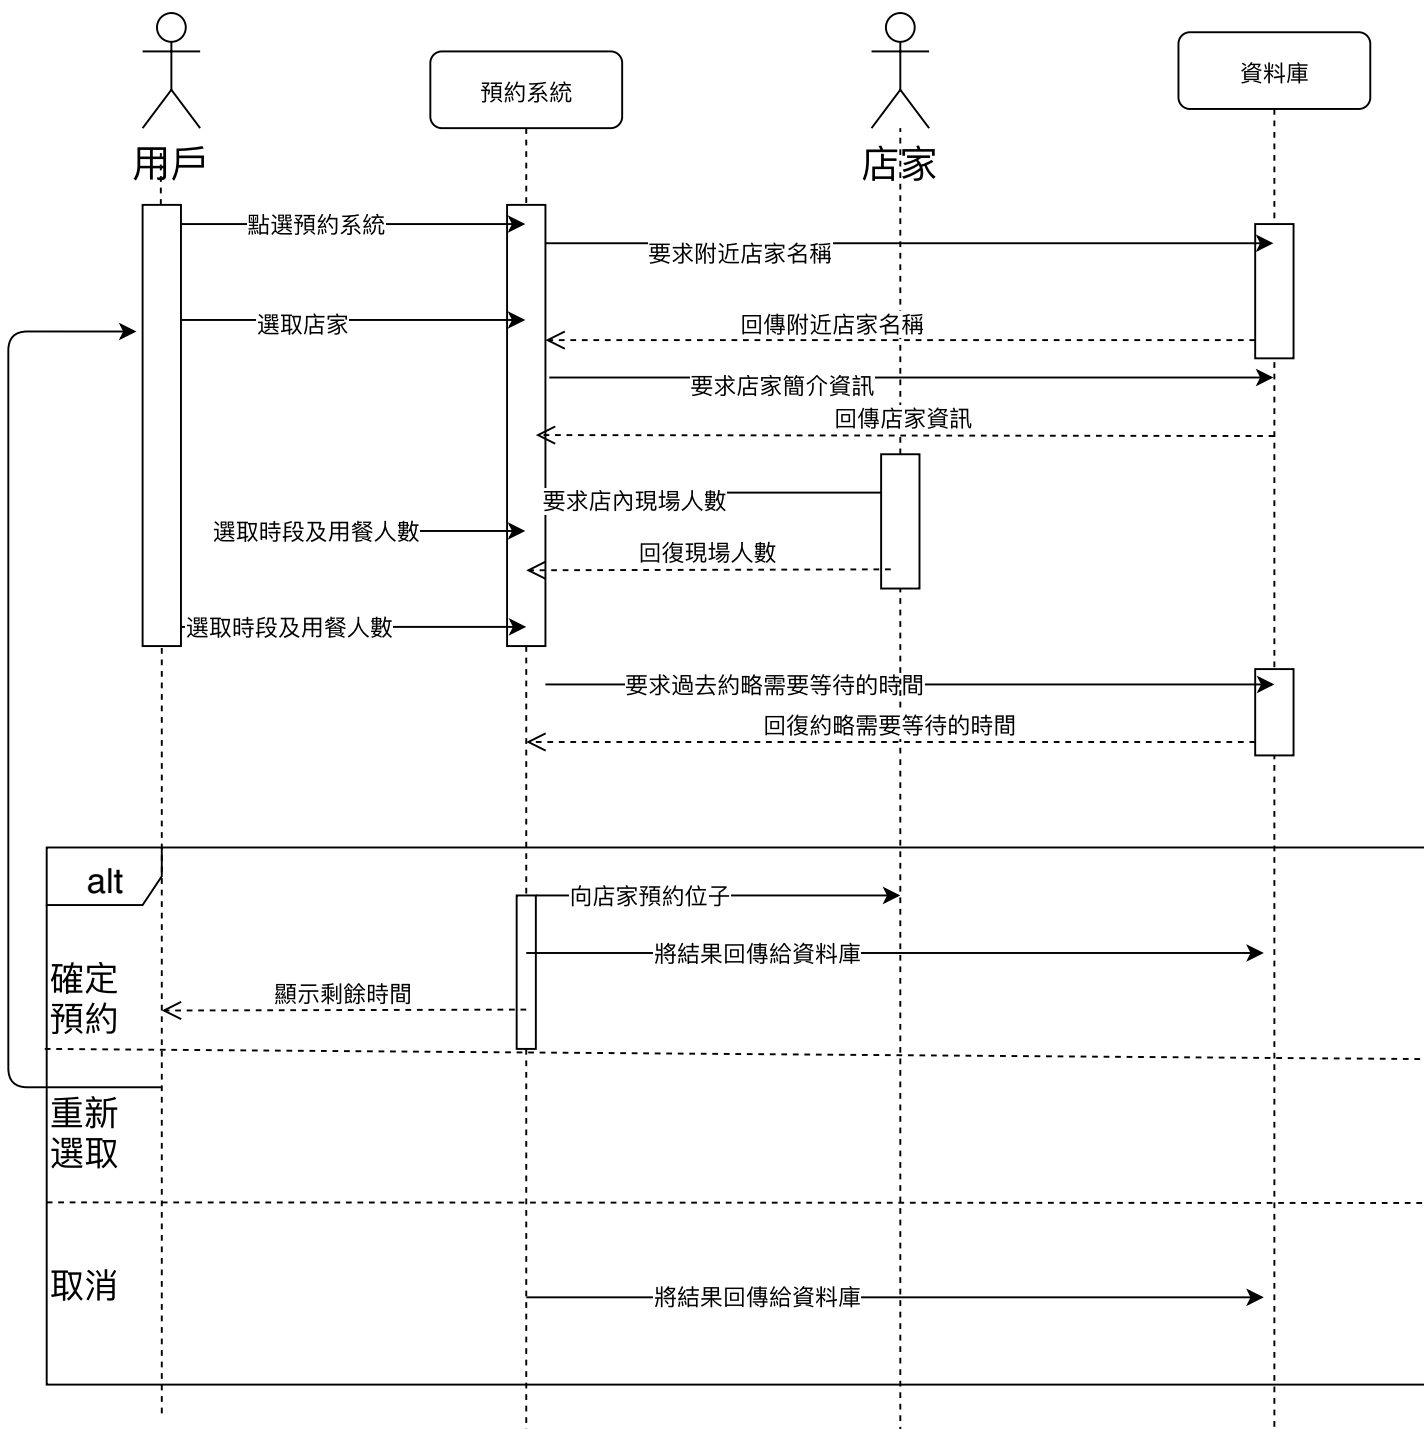 用戶
預約系統
店家
資料庫
點選預約系統
要求附近店家名稱
選取店家
回傳附近店家名稱
要求店家簡介資訊
回傳店家資訊
要求店內現場人數
選取時段及用餐人數
回復現場人數
選取時段及用餐人數
要求過去約略需要等待的時間
回復約略需要等待的時間
alt
向店家預約位子
將結果回傳給資料庫
確定
預約
顯示剩餘時間
重新
選取
取消
將結果回傳給資料庫